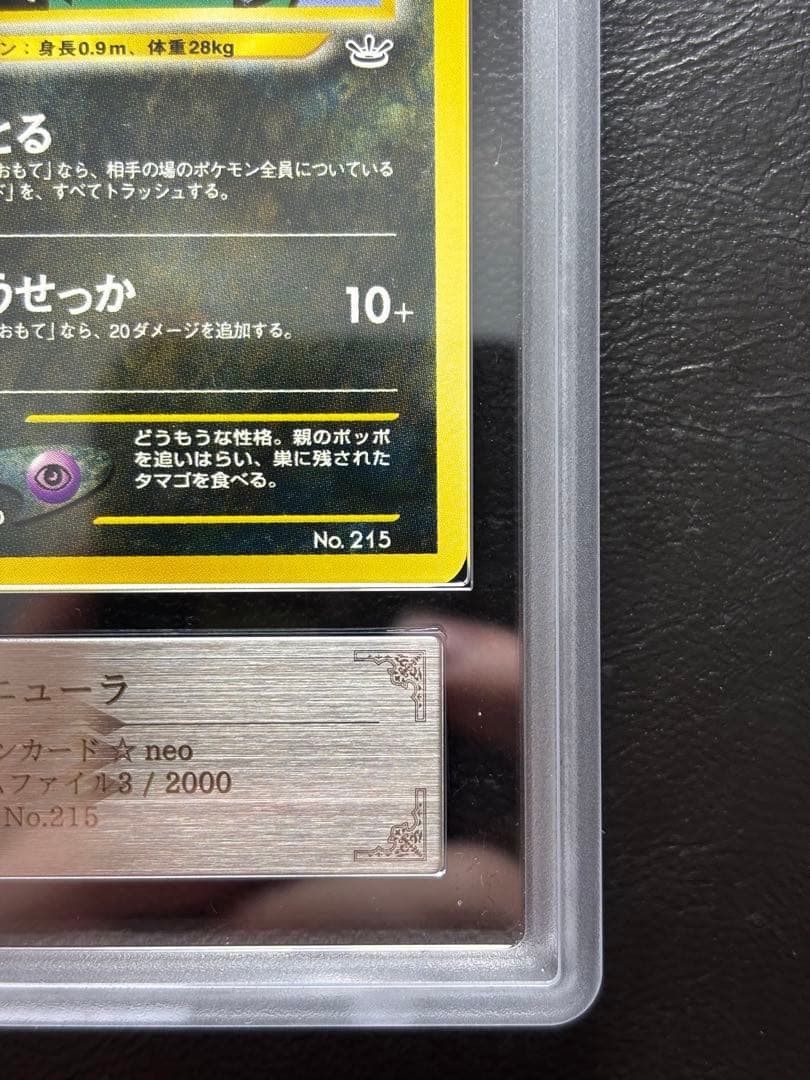 ン：身長0.9m、体重28kg
とる
おもて」なら、相手の場のポケモン全員についている
ド」を、すべてトラッシュする。
うせっか
10+
おもて」なら、20ダメージを追加する。
どうもうな性格。親のポッポ
を追いはらい、巣に残された
タマゴを食べる。
No. 215
ニューラ
ンカード ☆ neo
ムファイル3 / 2000
No.215